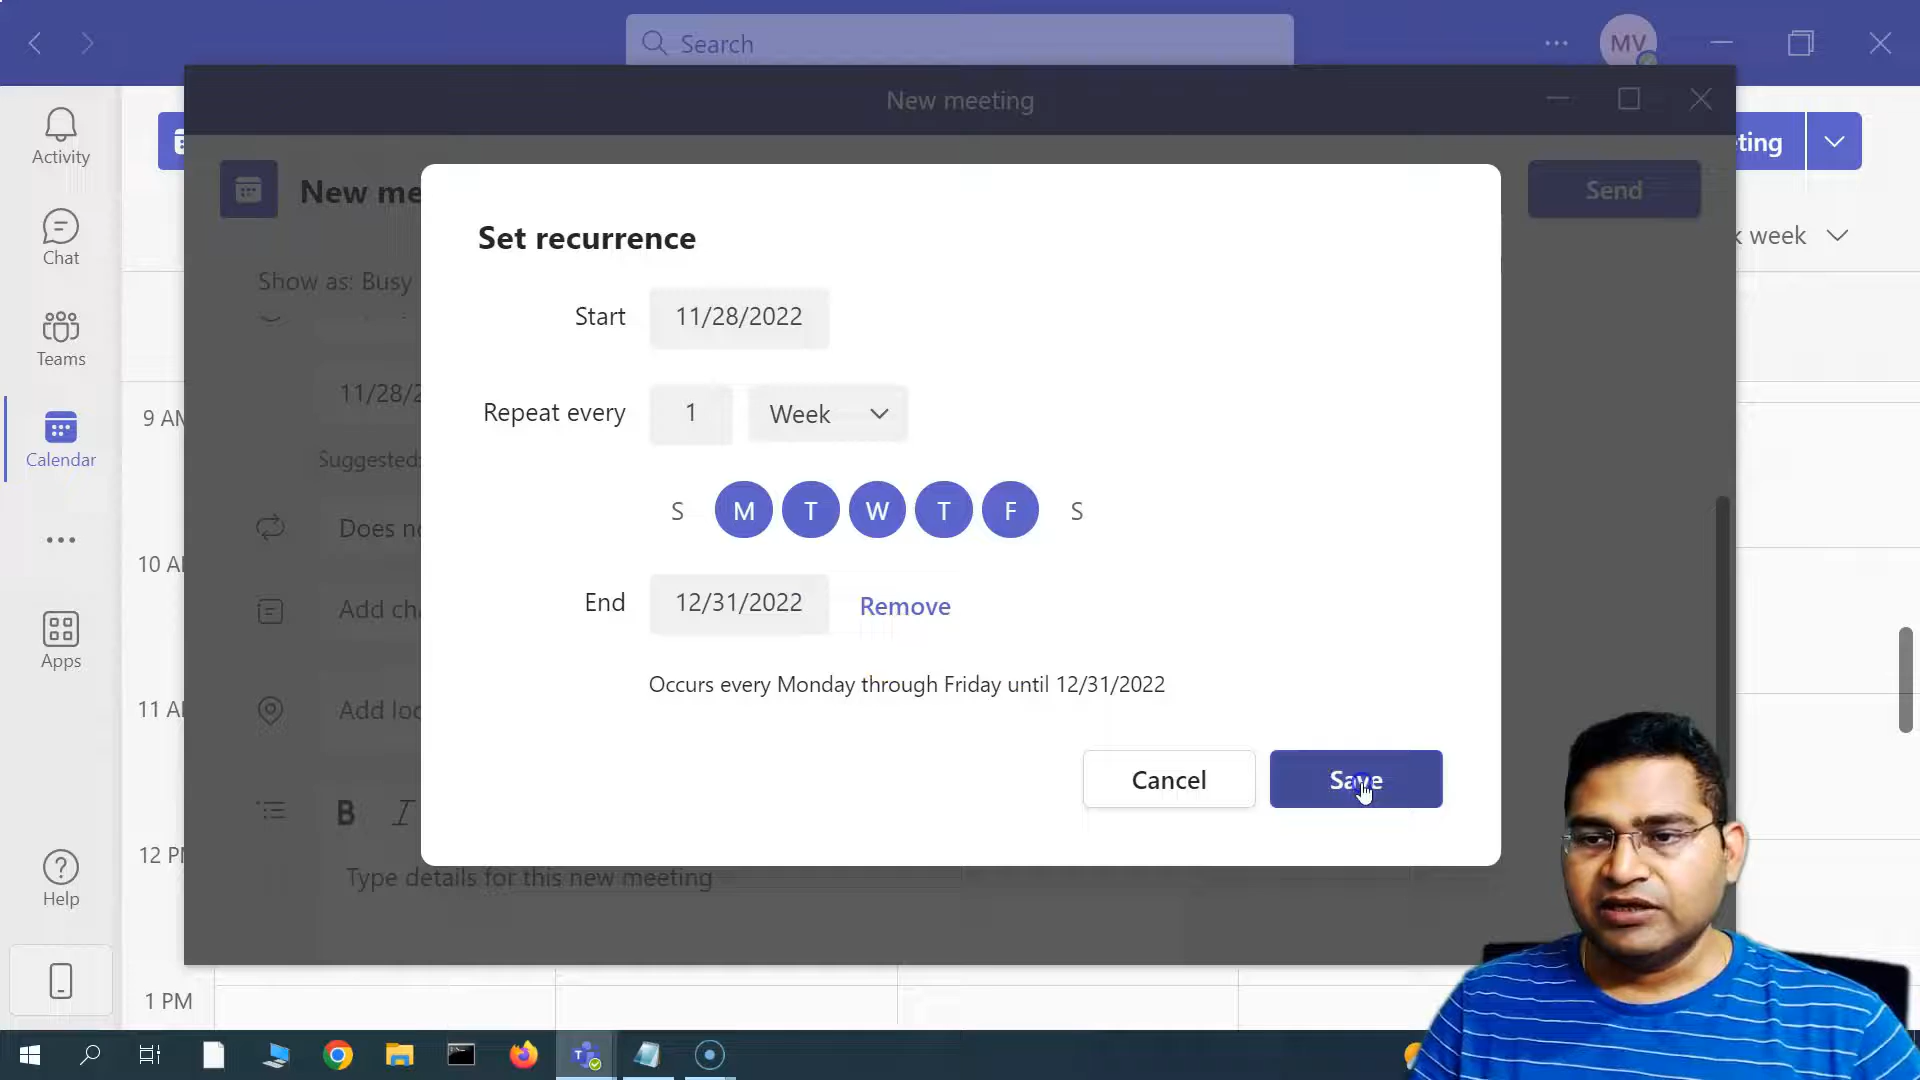 Search
MV
New meeting
Activity
ting
New me
Send
Chat
Set recurrence
week
Show as: Busy
Start 11/28/2022
Teams
11/28/2
Repeat every 1 Week
9 AM
Calendar
Suggested:
S M T W T F S
Does no
10 A
End 12/31/2022 Remove
Add cha
Apps
Occurs every Monday through Friday until 12/31/2022
11 A
Add loc
Cancel Save
B I
12 P
Type details for this new meeting
Help
1 PM